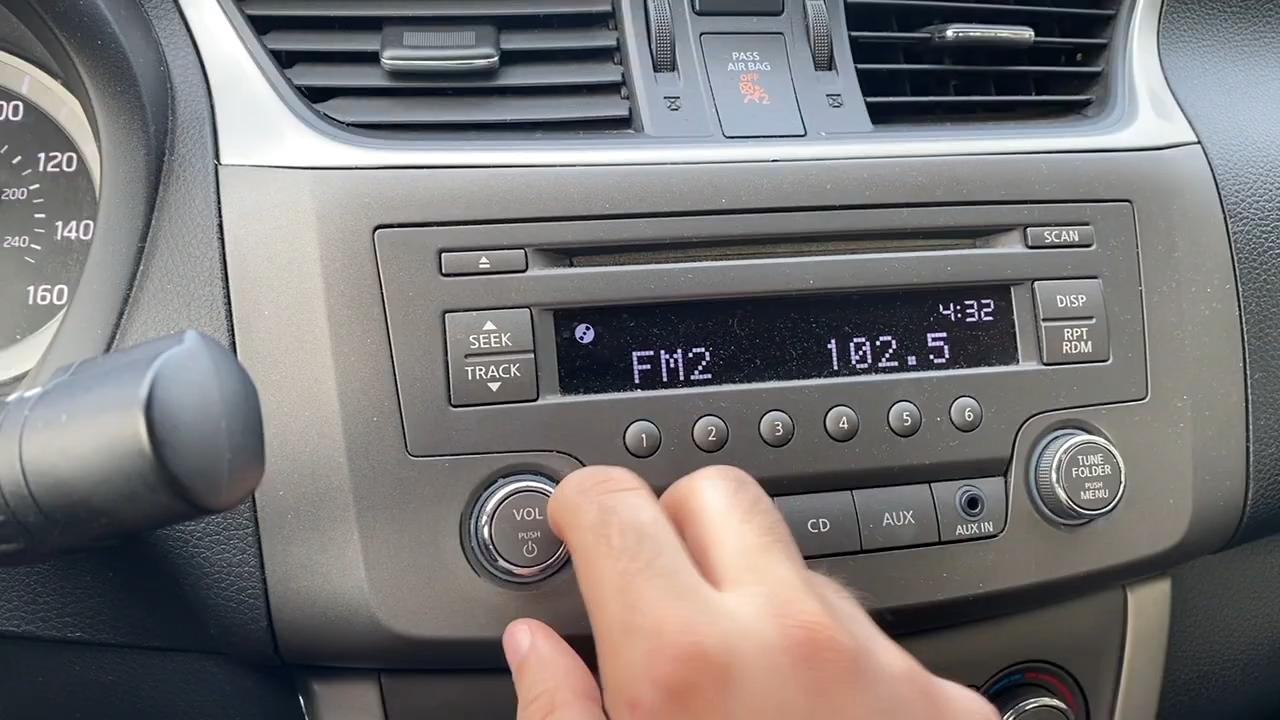 PASS
AIR BAG
OFF
2
00
120
200
140
240
160
SCAN
SEEK
TRACK
4:32
FM2 102.5
DISP
RPT
RDM
1 2 3 4 5 6
VOL
PUSH
CD
AUX
AUX IN
TUNE
FOLDER
PUSH
MENU